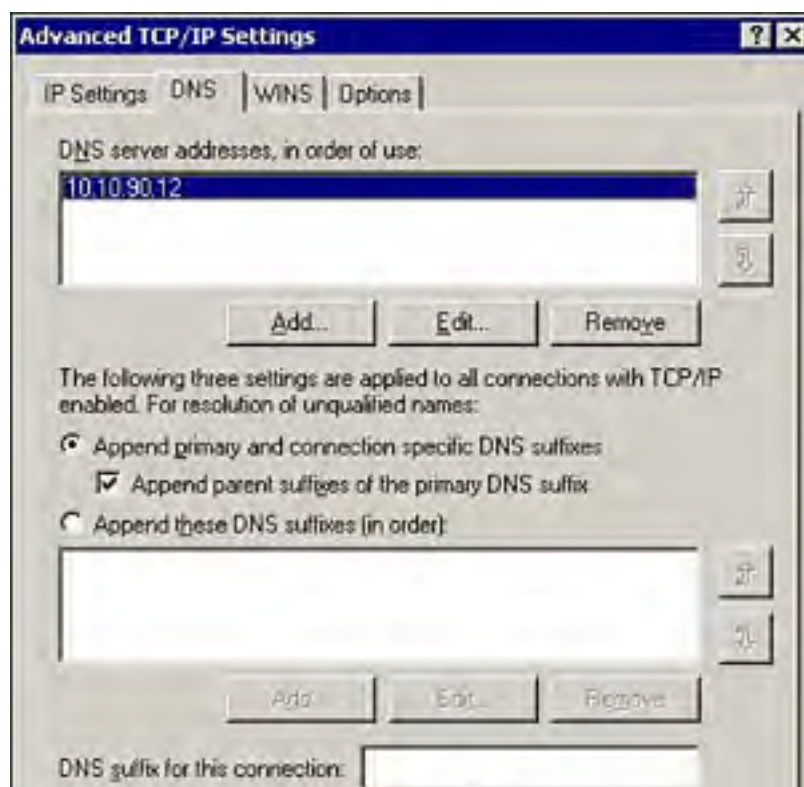 Advanced TCP/IP Settings
IP Settings DNS WINS Options
DNS server addresses, in order of use:
10.10.90.12
Add... Edit... Remove
The following three settings are applied to all connections with TCP/IP
enabled. For resolution of unqualified names:
Append primary and connection specific DNS suffixes
Append parent suffixes of the primary DNS suffix
Append these DNS suffixes (in order):
Add... Edit... Remove
DNS suffix for this connection: